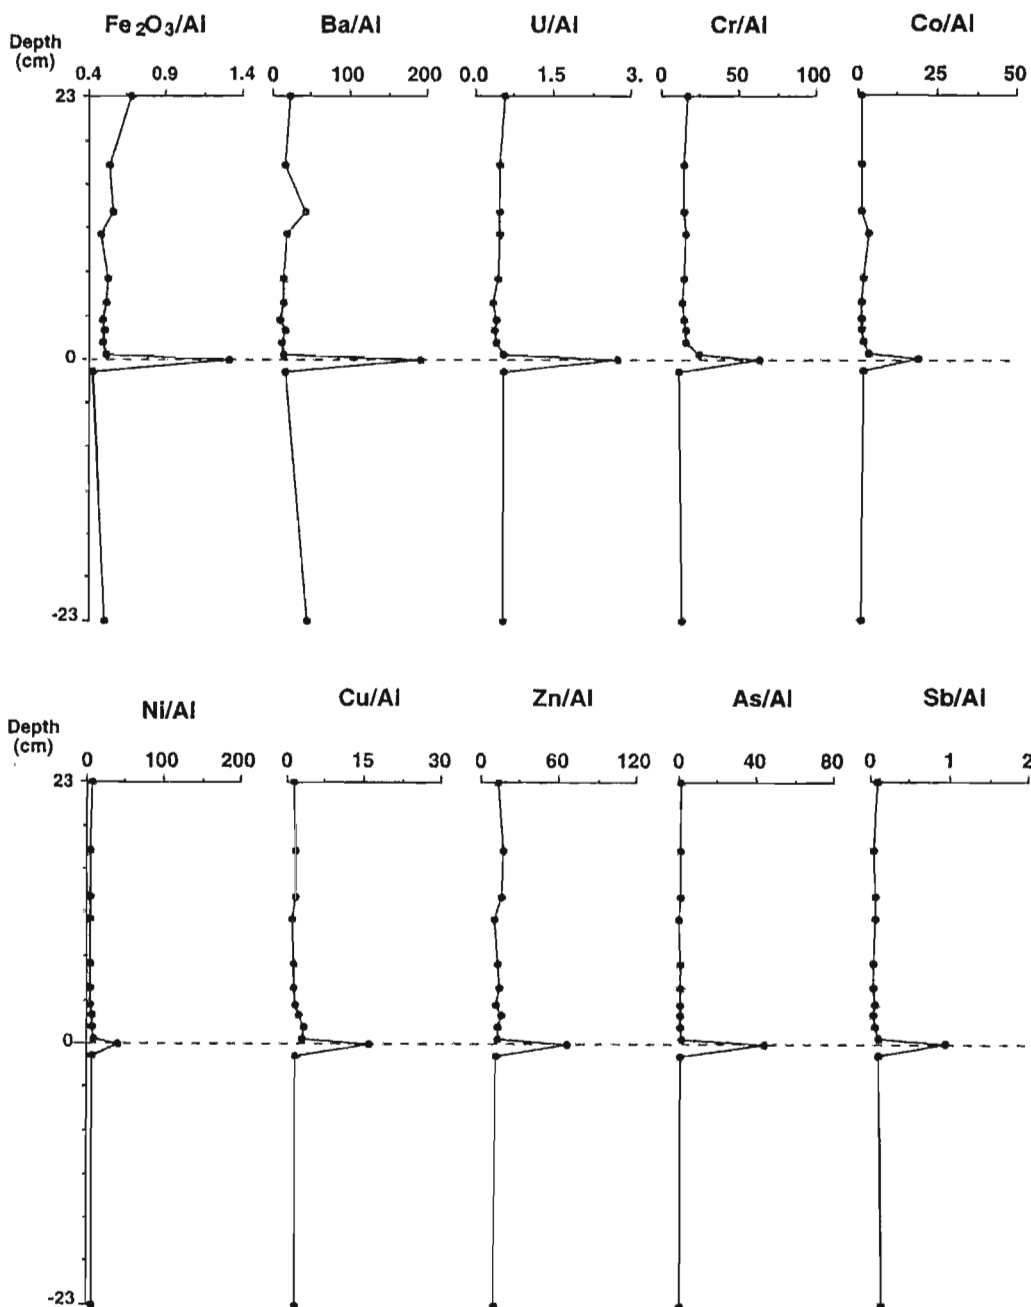 Fe2O3/Al Ba/Al U/Al Cr/Al Co/Al
Depth
(cm)
0.4 0.9 1.4 0 100 200 0.0 1.5 3. 0 50 100 0 25 50
23
0
-23
Ni/Al Cu/Al Zn/Al As/Al Sb/Al
Depth
(cm)
0 100 200 0 15 30 0 60 120 0 40 80 0 1 2
23
0
-23